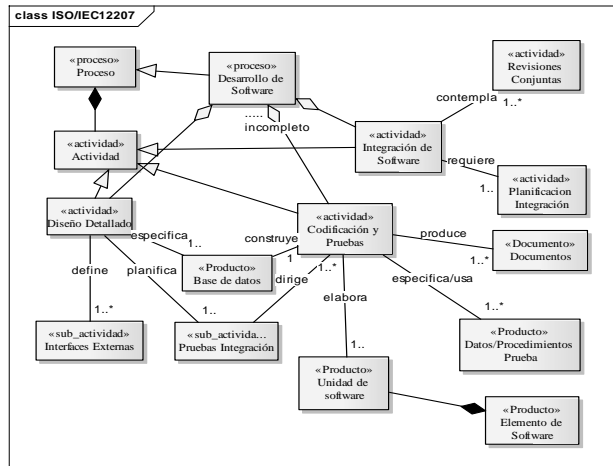 class ISO/IEC12207
«proceso»
Proceso
«proceso»
Desarrollo de
Software
«actividad»
Revisiones
Conjuntas
contempla
1..*
.....
incompleto
«actividad»
Actividad
«actividad»
Integración de
Software
requiere
1..
«actividad»
Planificacion
Integración
«actividad»
Diseño Detallado
especifica
1..
construye
1
«actividad»
Codificación y
Pruebas
produce
1..*
«Documento»
Documentos
define
planifica
«Producto»
Base de datos
dirige
1..*
elabora
especifica/usa
1..*
1..
1..*
«sub_actividad»
Interfaces Externas
«sub_activida...
Pruebas Integración
«Producto»
Datos/Procedimientos
Prueba
1..
«Producto»
Unidad de
software
«Producto»
Elemento de
Software